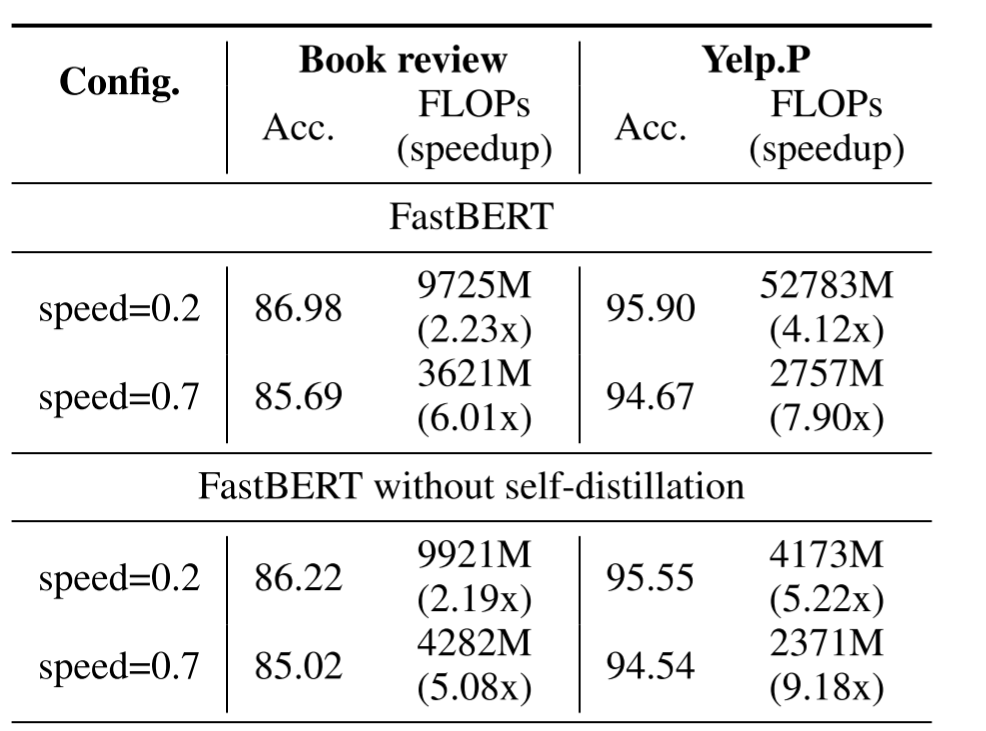 Config. Book review Yelp.P
Acc. FLOPs (speedup) Acc. FLOPs (speedup)
FastBERT
speed=0.2 86.98 9725M (2.23x) 95.90 52783M (4.12x)
speed=0.7 85.69 3621M (6.01x) 94.67 2757M (7.90x)
FastBERT without self-distillation
speed=0.2 86.22 9921M (2.19x) 95.55 4173M (5.22x)
speed=0.7 85.02 4282M (5.08x) 94.54 2371M (9.18x)